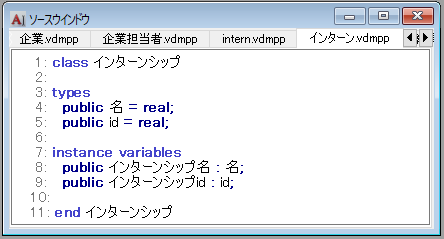 ソースウインドウ
企業.vdmpp 企業担当者.vdmpp intern.vdmpp インターン.vdmpp
1: class インターンシップ
2:
3: types
4: public 名 = real;
5: public id = real;
6:
7: instance variables
8: public インターンシップ名 : 名;
9: public インターンシップid : id;
10:
11: end インターンシップ